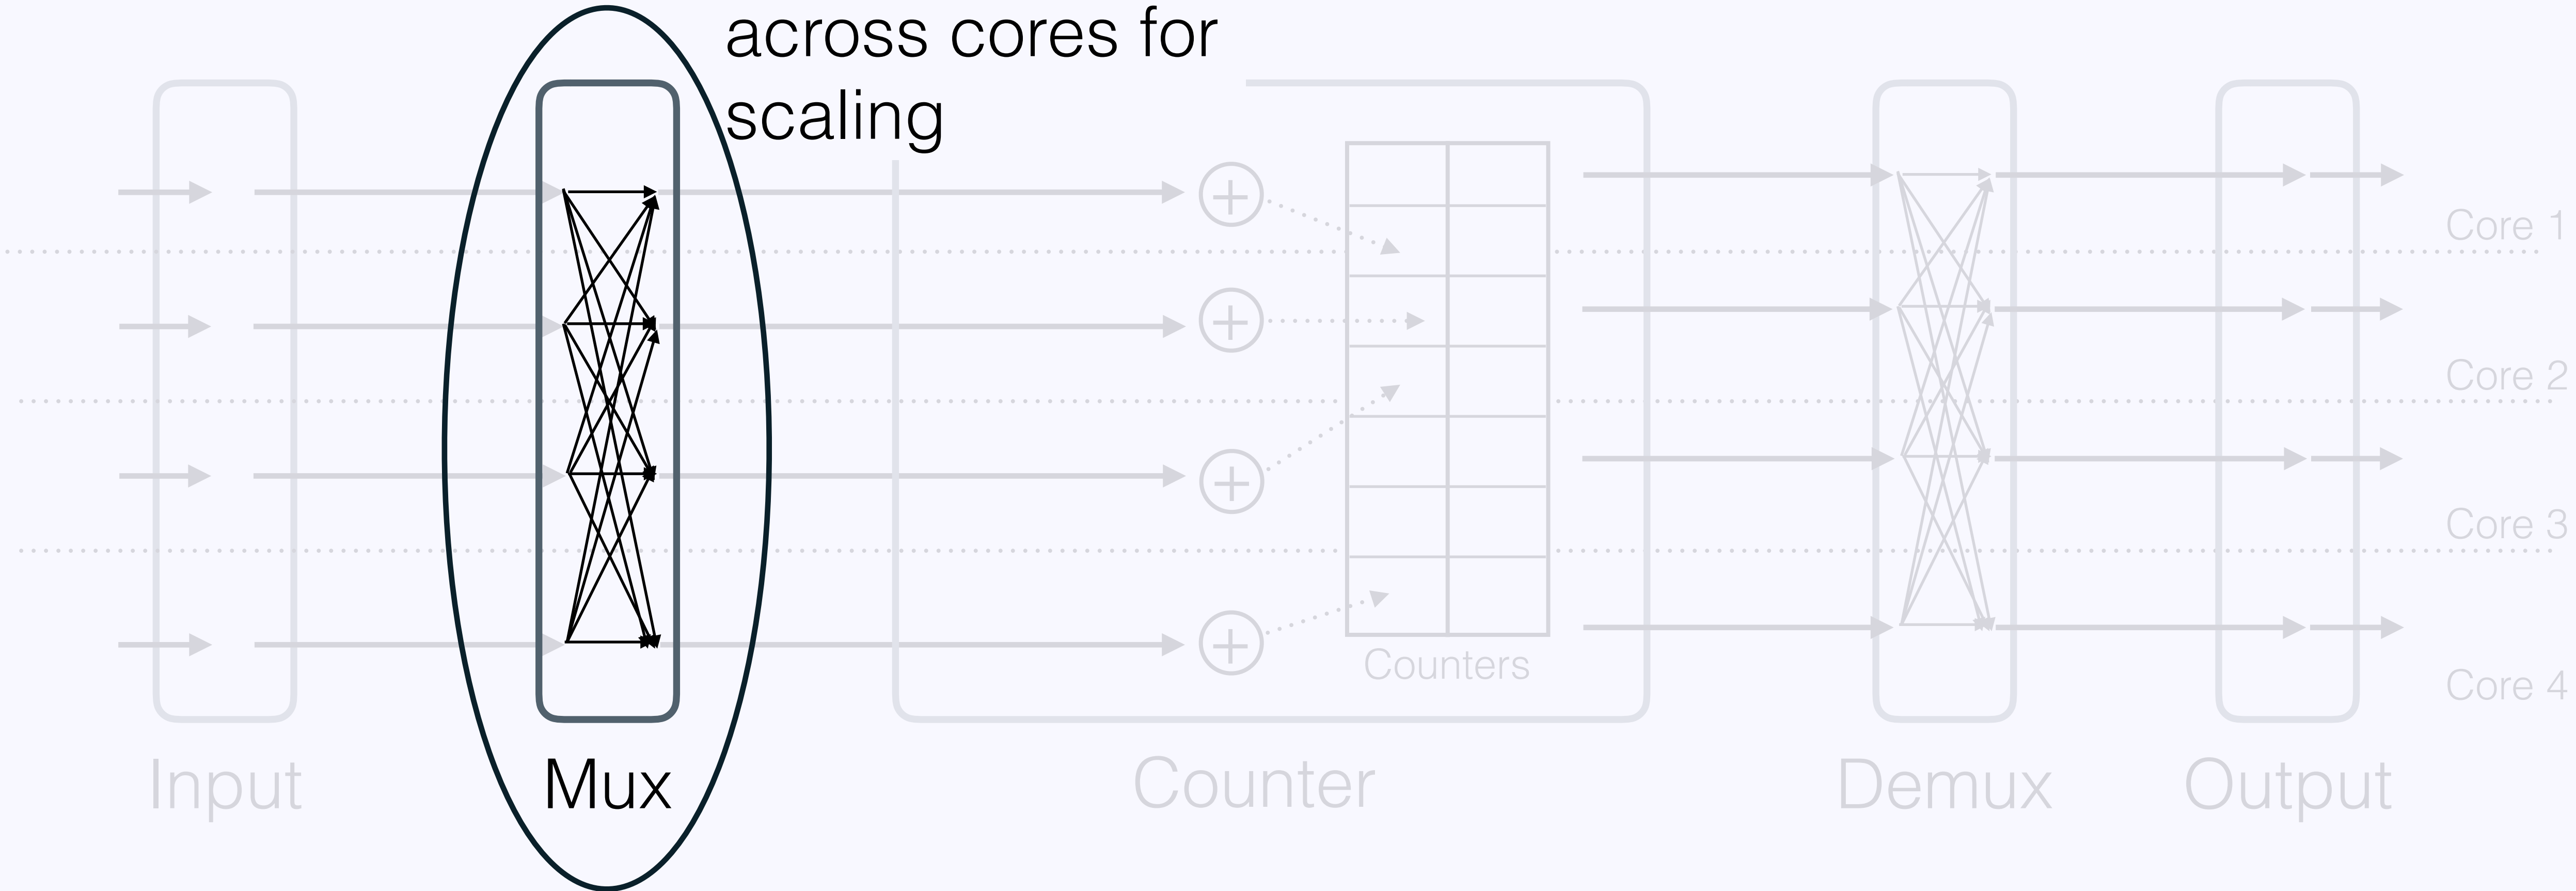 across cores for
scaling
Core 1
Core 2
Core 3
Core 4
Counters
Input
Mux
Counter
Demux
Output